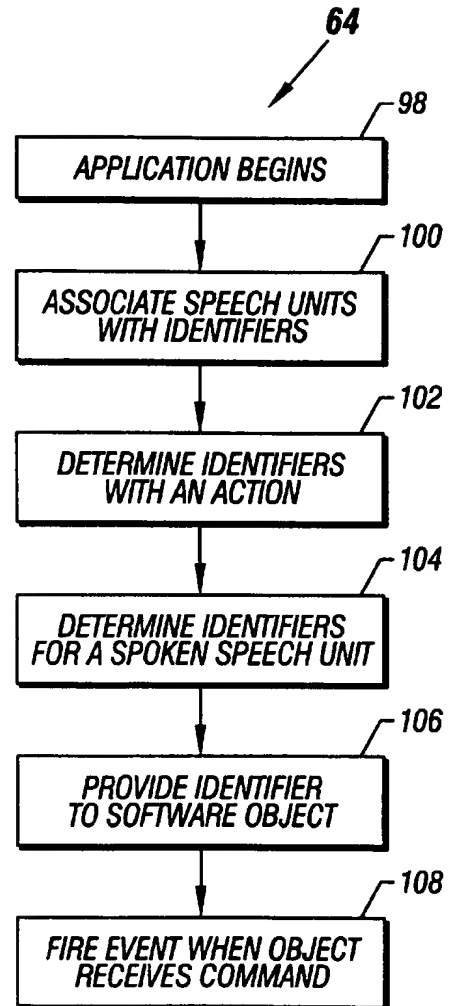 64
98
APPLICATION BEGINS
100
ASSOCIATE SPEECH UNITS
WITH IDENTIFIERS
102
DETERMINE IDENTIFIERS
WITH AN ACTION
104
DETERMINE IDENTIFIERS
FOR A SPOKEN SPEECH UNIT
106
PROVIDE IDENTIFIER
TO SOFTWARE OBJECT
108
FIRE EVENT WHEN OBJECT
RECEIVES COMMAND